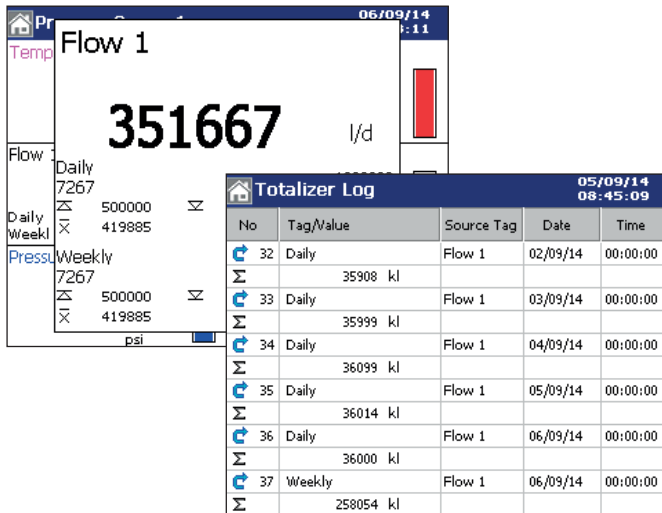 Pr
06/09/14
:11
Temp
Flow 1
351667
l/d
Flow
Daily
7267
500000
419885
Daily
Weekl
Pressu
Weekly
7267
500000
419885
psi
Totalizer Log
05/09/14
08:45:09
No Tag/Value Source Tag Date Time
32 Daily Flow 1 02/09/14 00:00:00
Σ 35908 kl
33 Daily Flow 1 03/09/14 00:00:00
Σ 35999 kl
34 Daily Flow 1 04/09/14 00:00:00
Σ 36099 kl
35 Daily Flow 1 05/09/14 00:00:00
Σ 36014 kl
36 Daily Flow 1 06/09/14 00:00:00
Σ 36000 kl
37 Weekly Flow 1 06/09/14 00:00:00
Σ 258054 kl